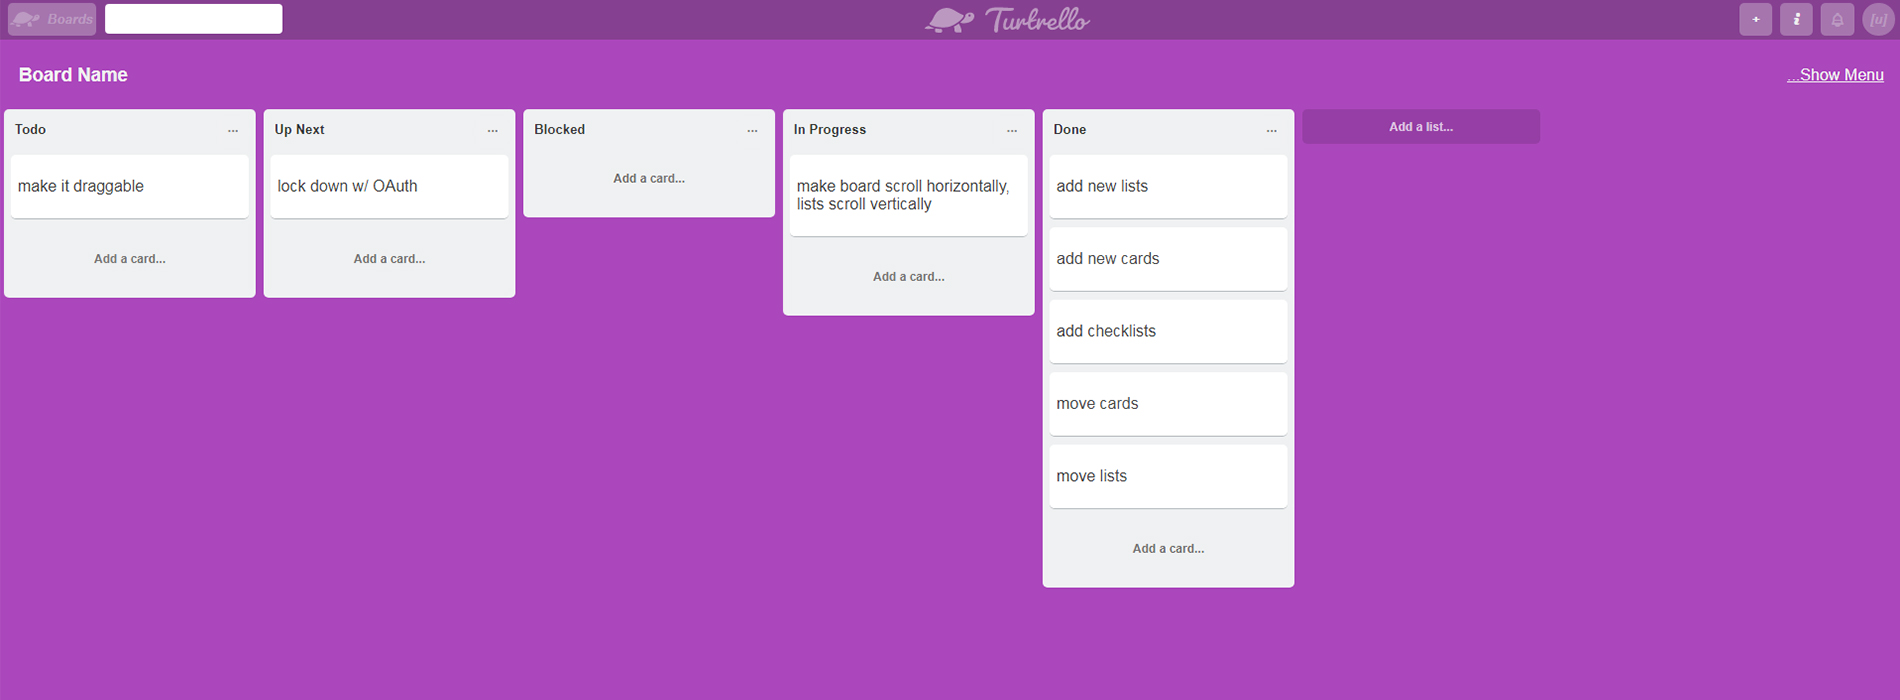 Boards
Turtrello
+
i
[u]
Board Name
...Show Menu
Todo ...
make it draggable
Add a card...
Up Next ...
lock down w/ OAuth
Add a card...
Blocked ...
Add a card...
In Progress ...
make board scroll horizontally,
lists scroll vertically
Add a card...
Done ...
add new lists
add new cards
add checklists
move cards
move lists
Add a card...
Add a list...